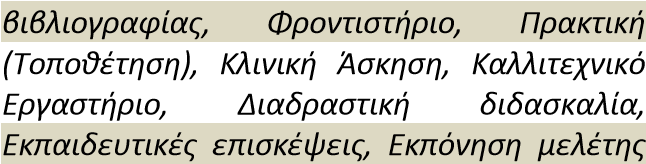 βιβλιογραφίας, Φροντιστήριο, Πρακτική
(Τοποθέτηση), Κλινική Άσκηση, Καλλιτεχνικό
Εργαστήριο, Διαδραστική διδασκαλία,
Εκπαιδευτικές επισκέψεις, Εκπόνηση μελέτης